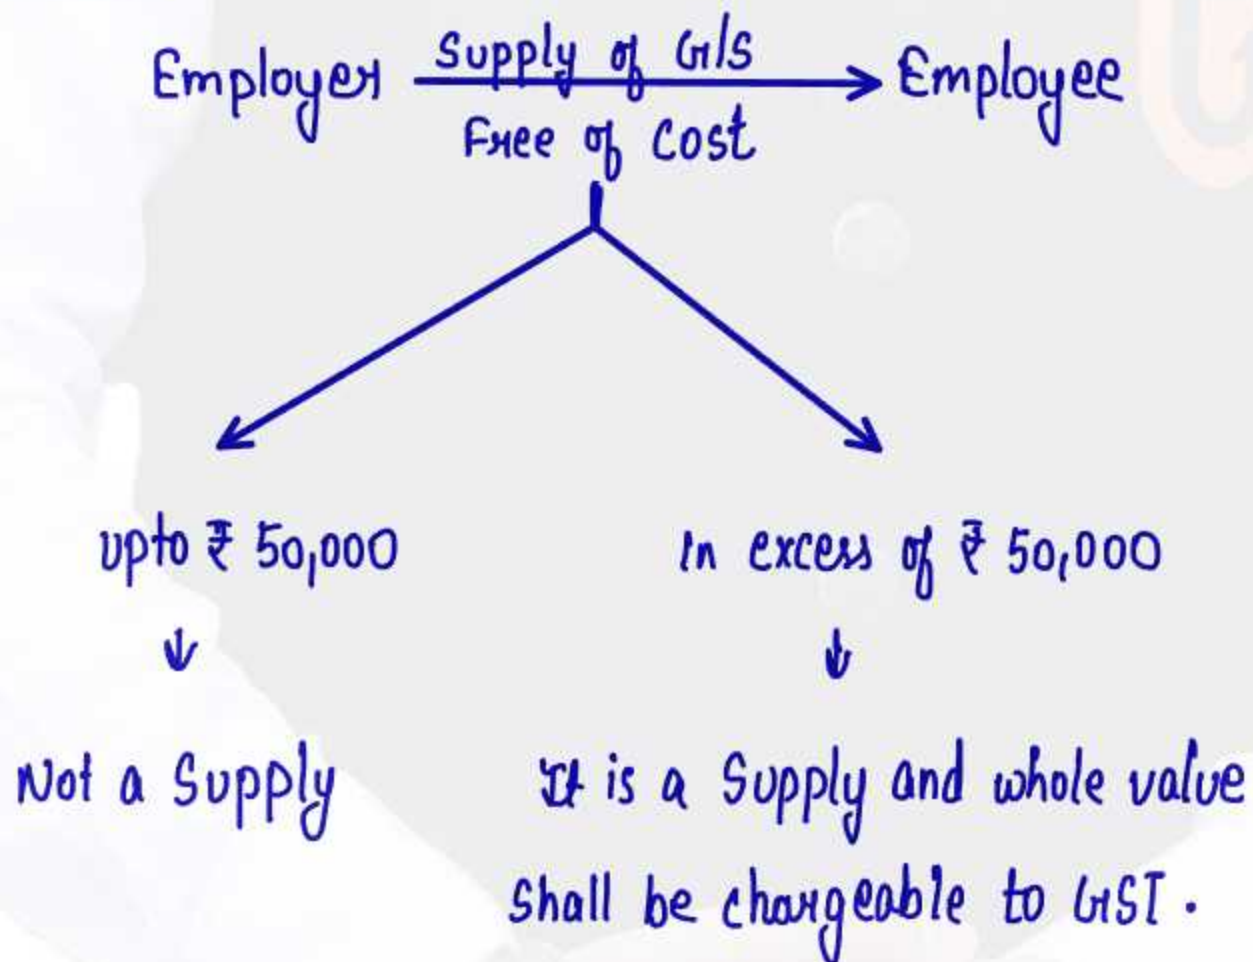 Employer Supply of G/S Employee
Free of Cost
upto ₹ 50,000 In excess of ₹ 50,000
Not a Supply It is a Supply and whole value
shall be chargeable to GST.